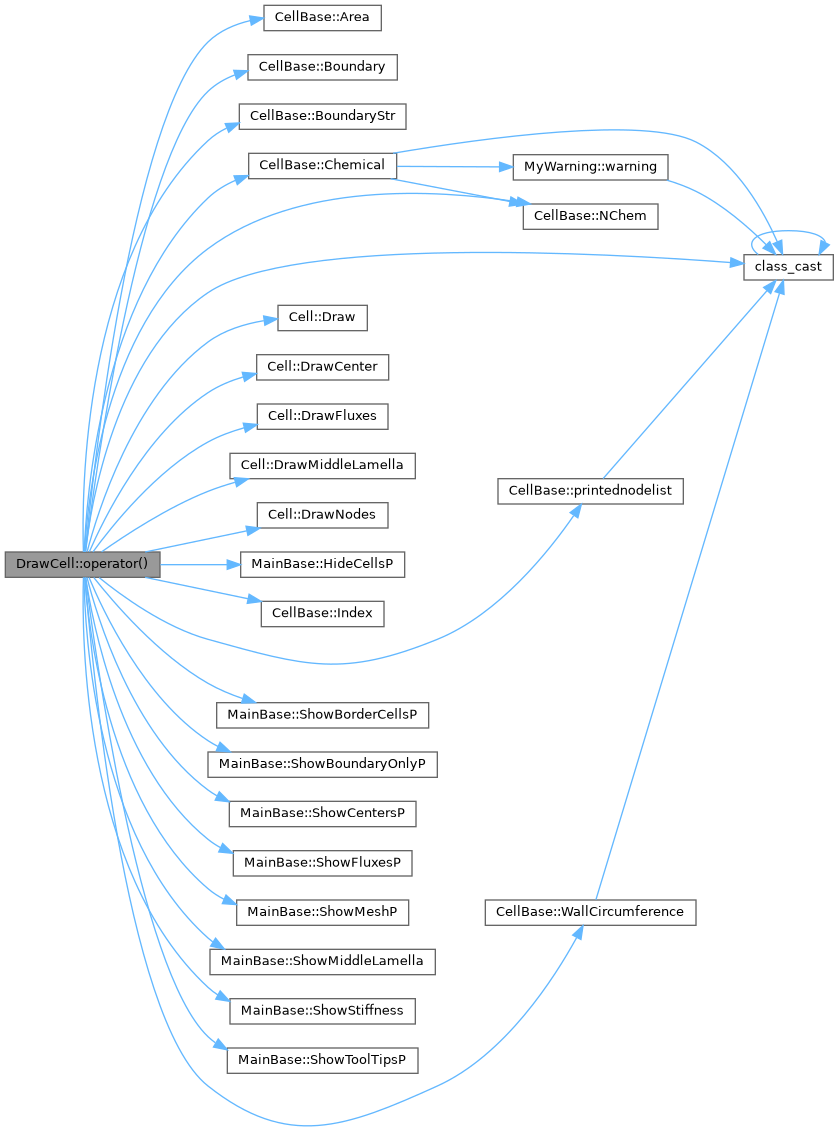 CellBase::Area
CellBase::Boundary
CellBase::BoundaryStr
CellBase::Chemical
MyWarning::warning
CellBase::NChem
class_cast
Cell::Draw
Cell::DrawCenter
Cell::DrawFluxes
Cell::DrawMiddleLamella
CellBase::printednodelist
Cell::DrawNodes
DrawCell::operator()
MainBase::HideCellsP
CellBase::Index
MainBase::ShowBorderCellsP
MainBase::ShowBoundaryOnlyP
MainBase::ShowCentersP
MainBase::ShowFluxesP
MainBase::ShowMeshP
CellBase::WallCircumference
MainBase::ShowMiddleLamella
MainBase::ShowStiffness
MainBase::ShowToolTipsP